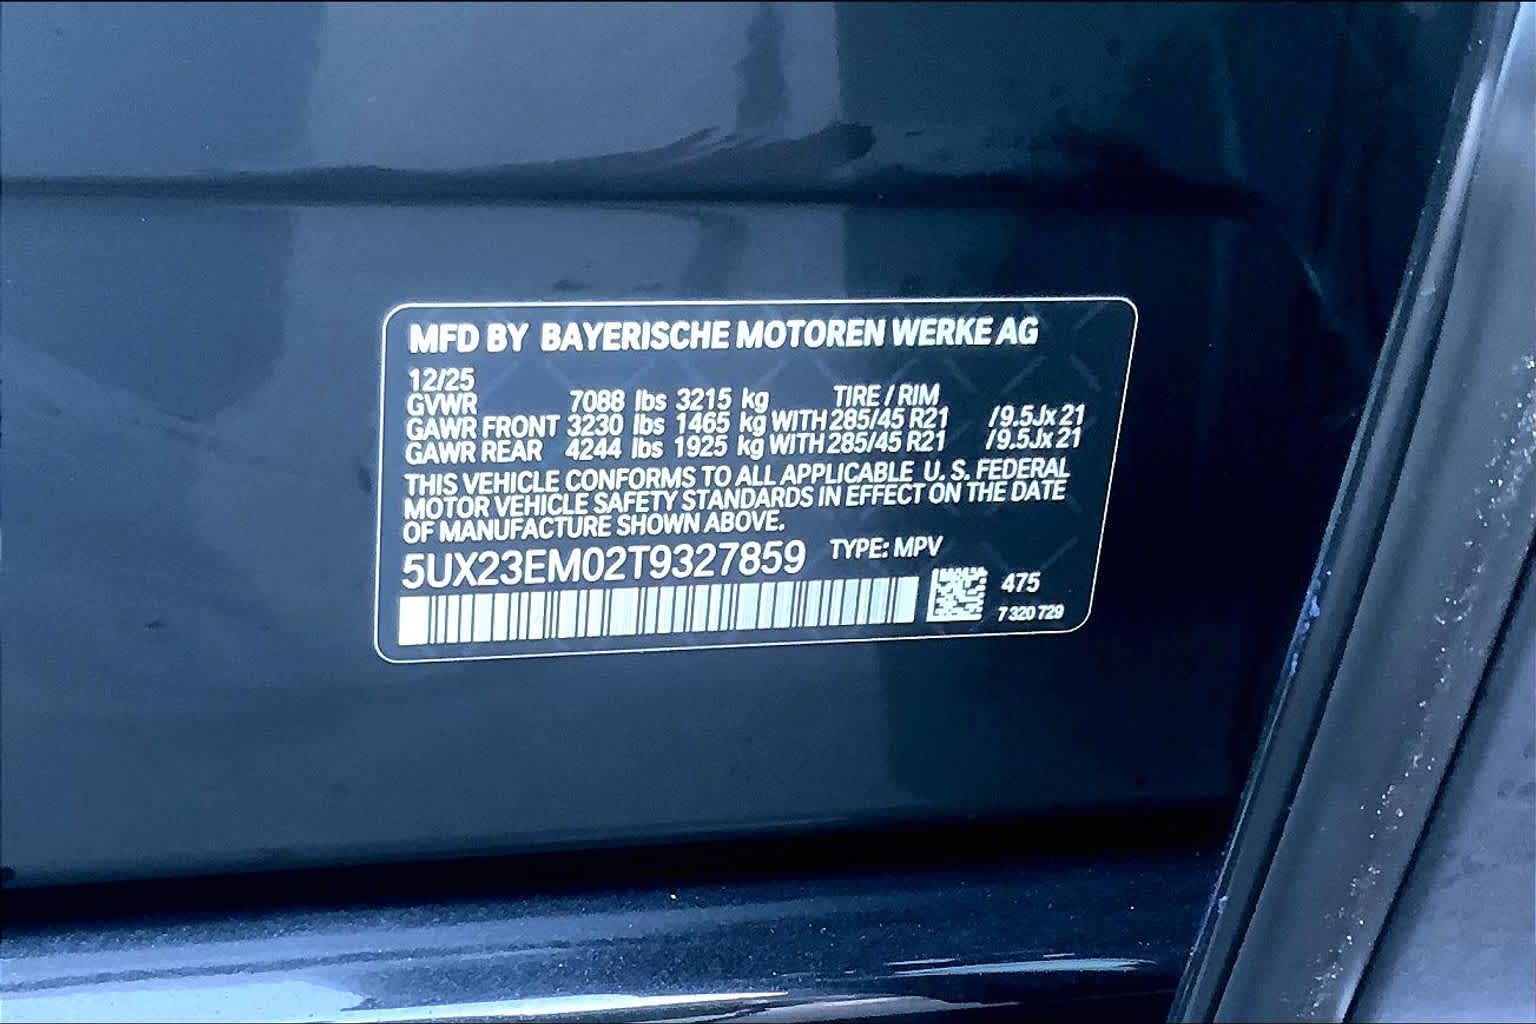 MFD BY BAYERISCHE MOTOREN WERKE AG
12/25
GVWR 7088 lbs 3215 kg TIRE / RIM
GAWR FRONT 3230 lbs 1465 kg WITH 285/45 R21 /9.5Jx 21
GAWR REAR 4244 lbs 1925 kg WITH 285/45 R21 /9.5Jx 21
THIS VEHICLE CONFORMS TO ALL APPLICABLE U. S. FEDERAL
MOTOR VEHICLE SAFETY STANDARDS IN EFFECT ON THE DATE
OF MANUFACTURE SHOWN ABOVE.
5UX23EM02T9327859 TYPE: MPV
475
7 320 729